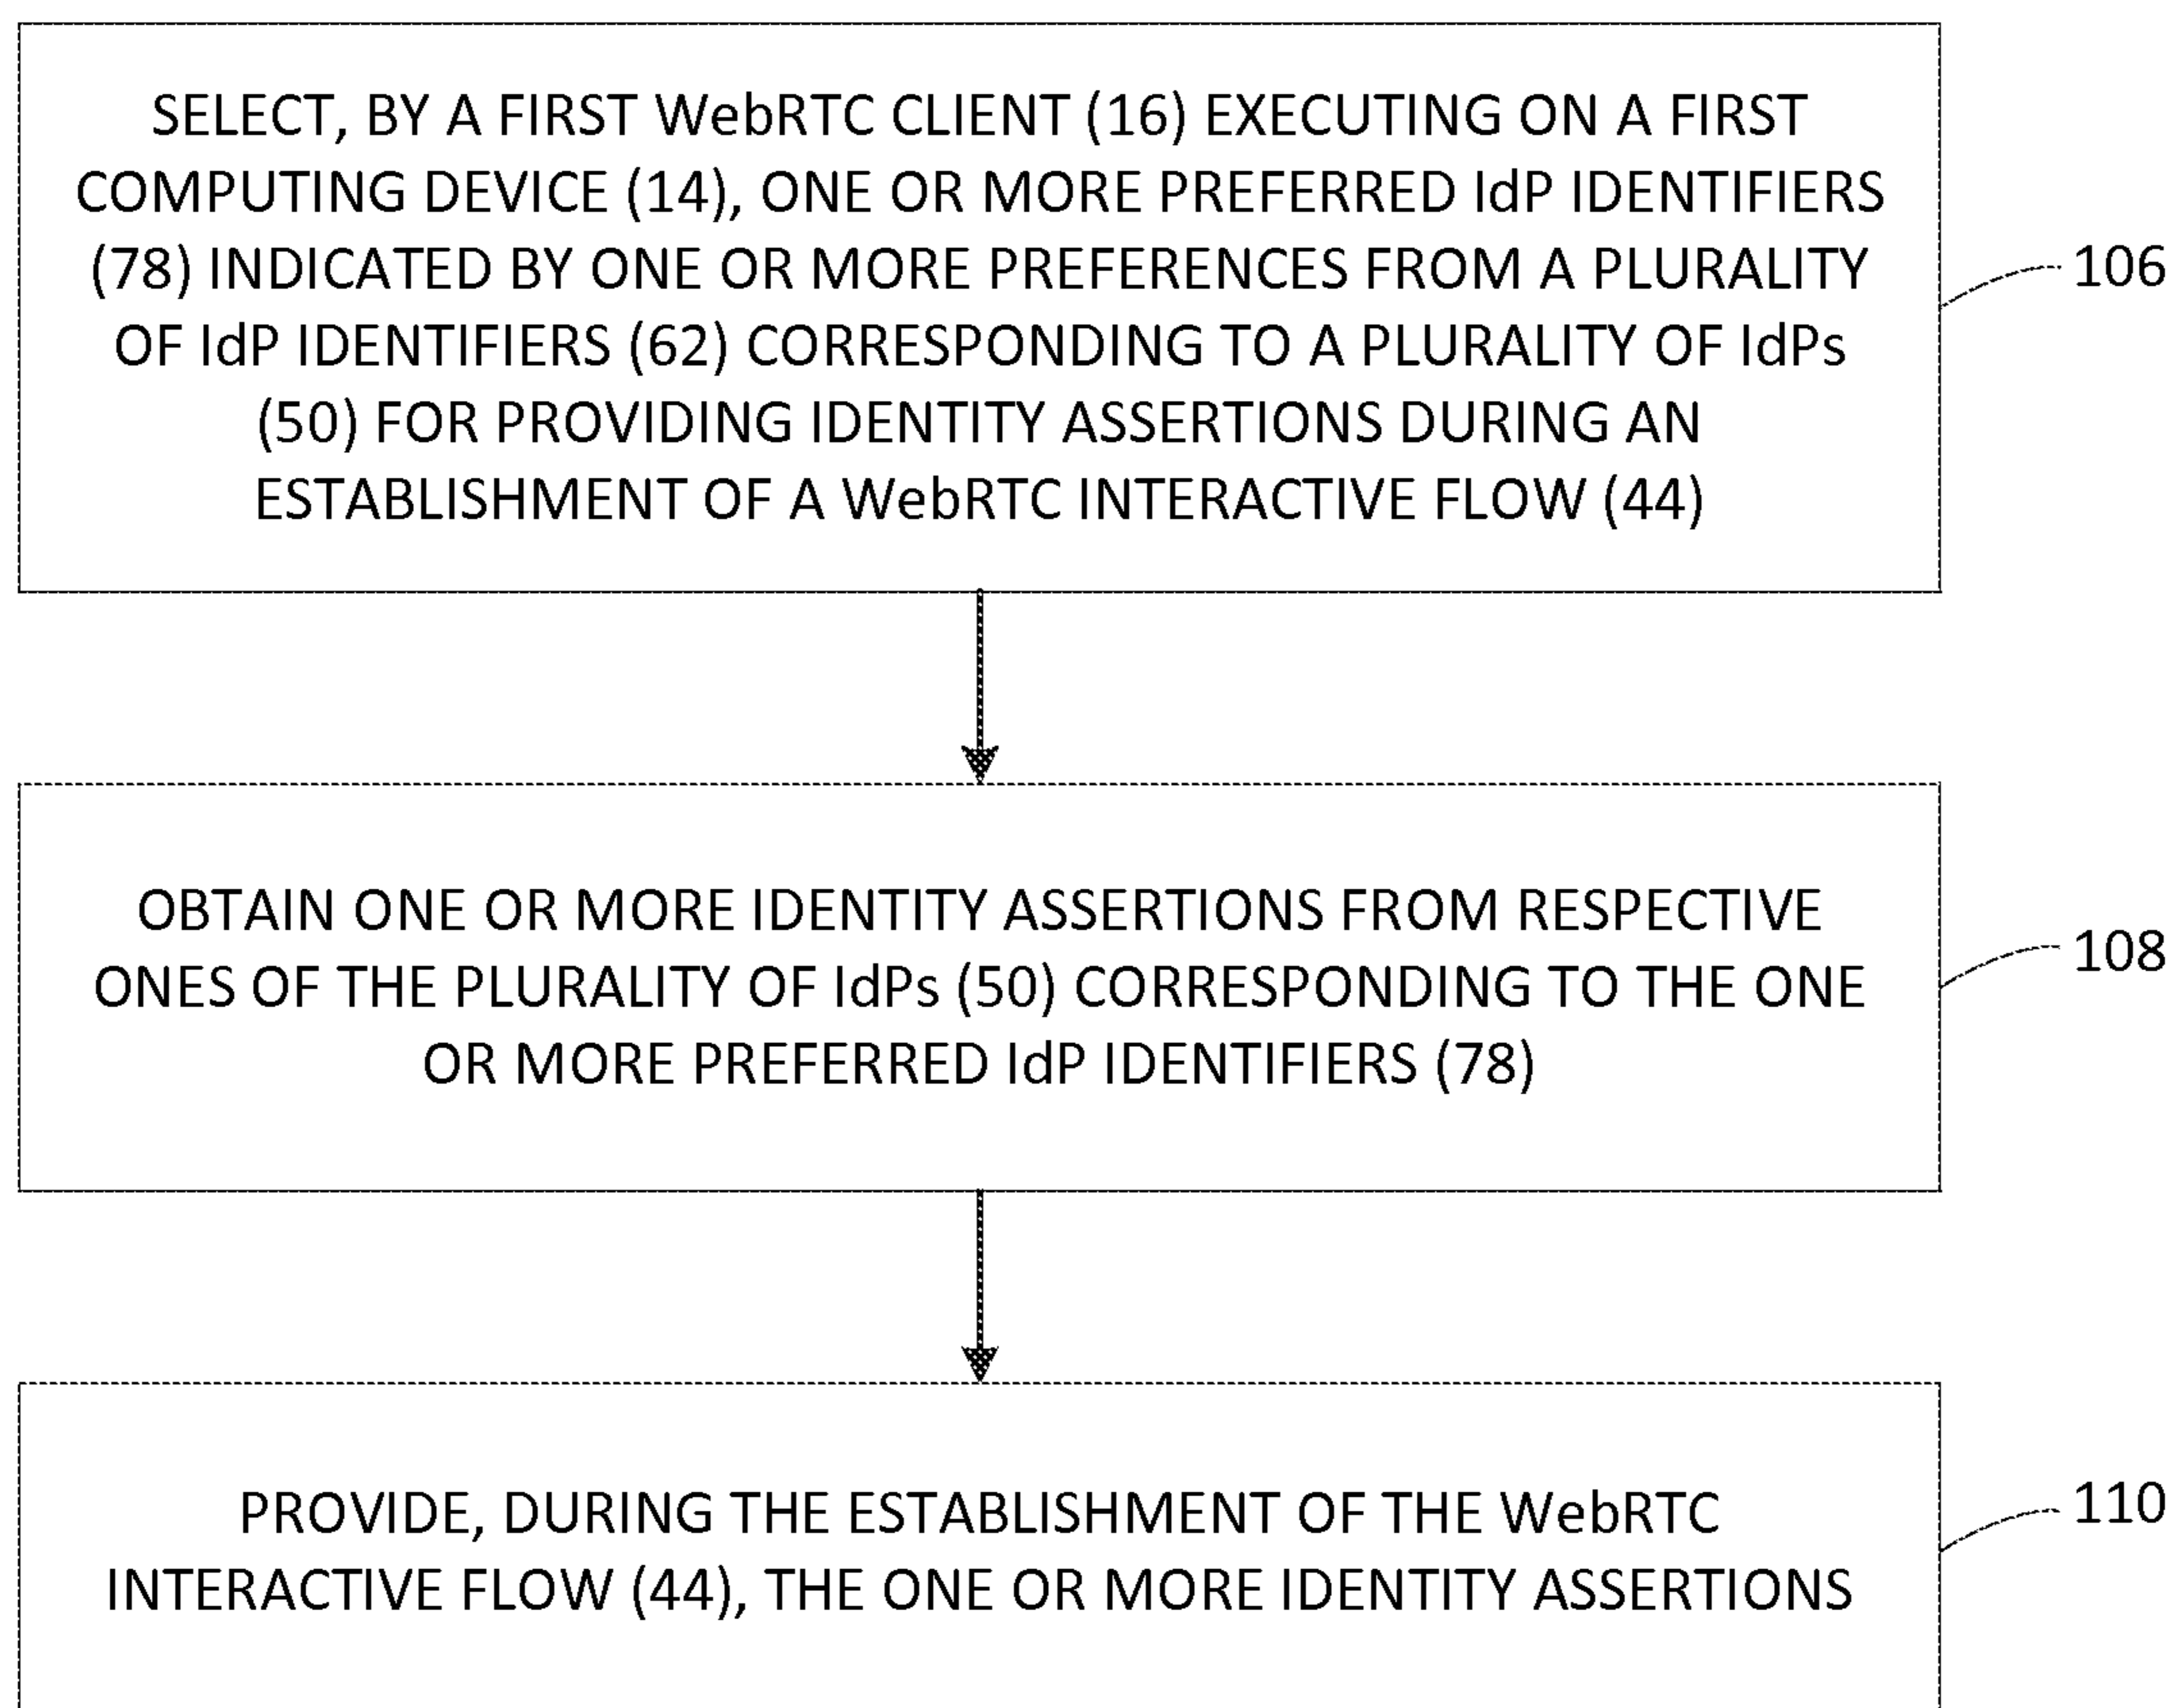 SELECT, BY A FIRST WebRTC CLIENT (16) EXECUTING ON A FIRST
COMPUTING DEVICE (14), ONE OR MORE PREFERRED IdP IDENTIFIERS
(78) INDICATED BY ONE OR MORE PREFERENCES FROM A PLURALITY
OF IdP IDENTIFIERS (62) CORRESPONDING TO A PLURALITY OF IdPs
(50) FOR PROVIDING IDENTITY ASSERTIONS DURING AN
ESTABLISHMENT OF A WebRTC INTERACTIVE FLOW (44)
106
OBTAIN ONE OR MORE IDENTITY ASSERTIONS FROM RESPECTIVE
ONES OF THE PLURALITY OF IdPs (50) CORRESPONDING TO THE ONE
OR MORE PREFERRED IdP IDENTIFIERS (78)
108
PROVIDE, DURING THE ESTABLISHMENT OF THE WebRTC
INTERACTIVE FLOW (44), THE ONE OR MORE IDENTITY ASSERTIONS
110